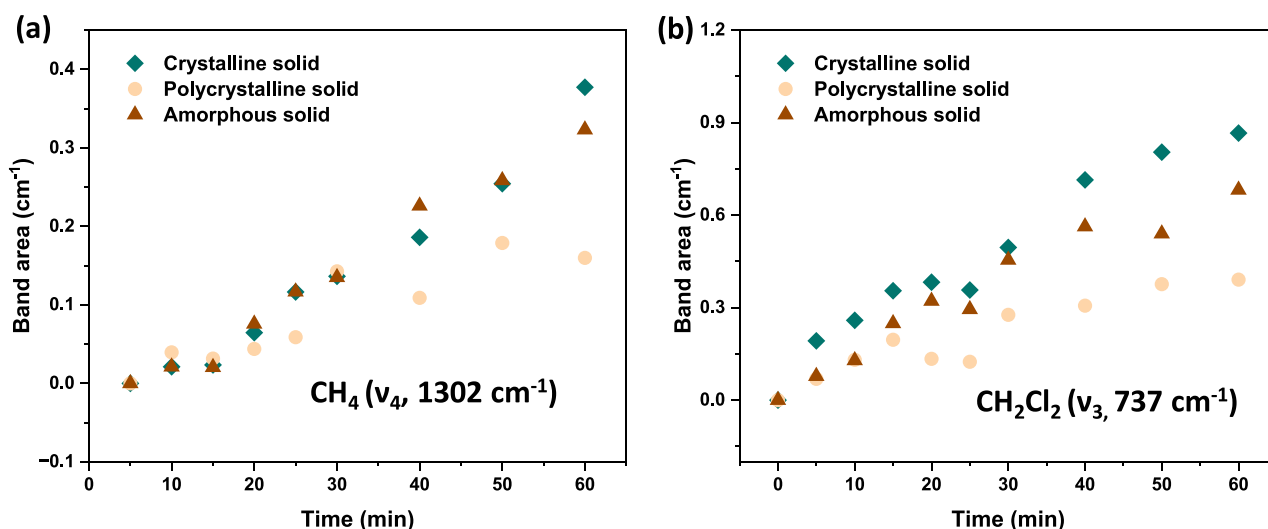 (a)
Crystalline solid
Polycrystalline solid
Amorphous solid
0.4
0.3
0.2
0.1
0.0
−0.1
Band area (cm⁻¹)
CH₄ (ν₄, 1302 cm⁻¹)
0 10 20 30 40 50 60
Time (min)
(b)
Crystalline solid
Polycrystalline solid
Amorphous solid
1.2
0.9
0.6
0.3
0.0
Band area (cm⁻¹)
CH₂Cl₂ (ν₃, 737 cm⁻¹)
0 10 20 30 40 50 60
Time (min)